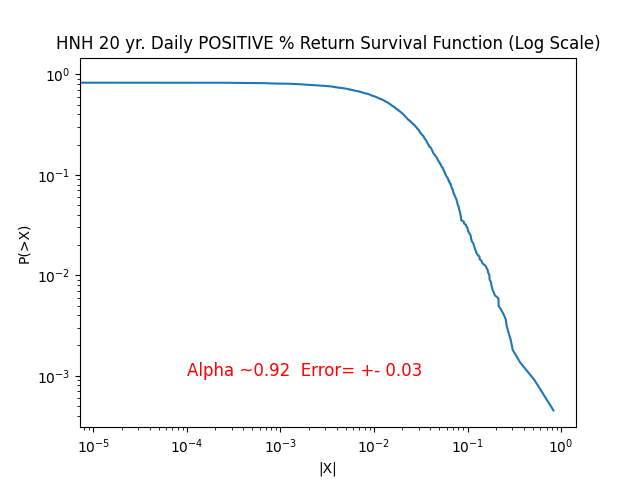 HNH 20 yr. Daily POSITIVE % Return Survival Function (Log Scale)
10⁰
10⁻¹
10⁻²
10⁻³
P(>X)
Alpha ~0.92  Error= +- 0.03
10⁻⁵ 10⁻⁴ 10⁻³ 10⁻² 10⁻¹ 10⁰
|X|